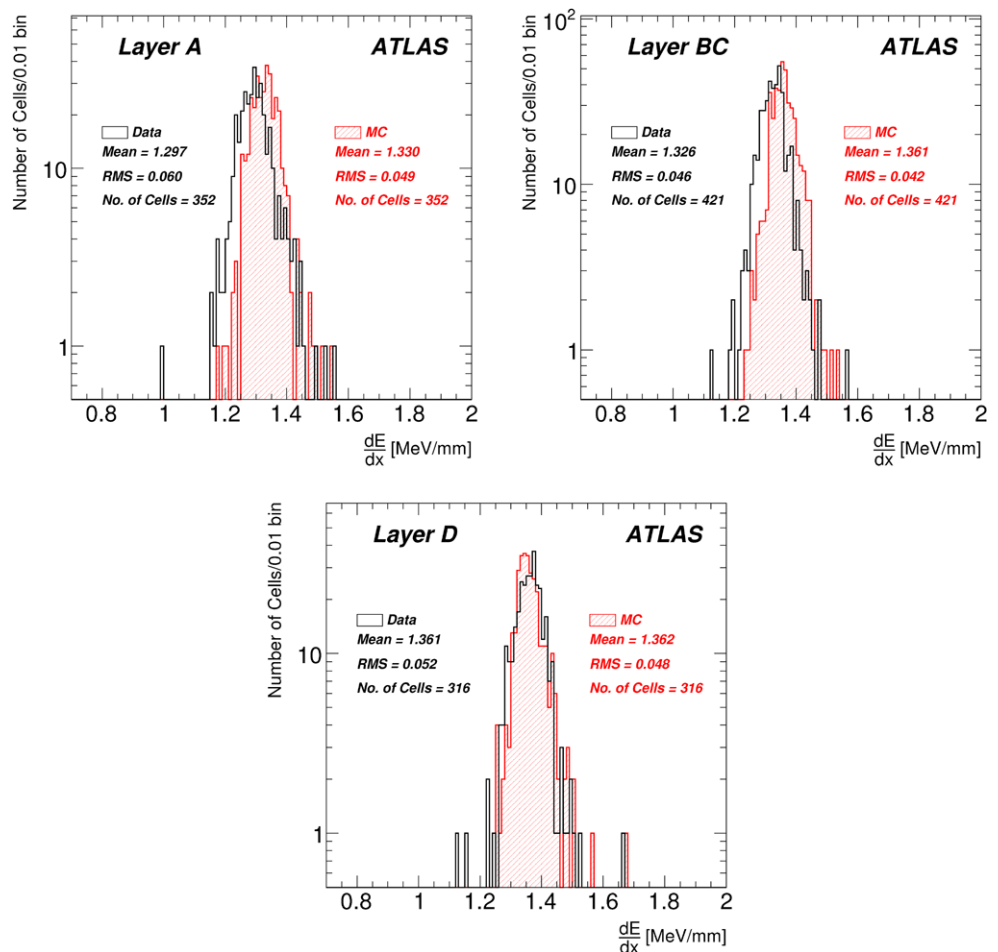 Layer A
ATLAS
Number of Cells/0.01 bin
Data
Mean = 1.297
RMS = 0.060
No. of Cells = 352
MC
Mean = 1.330
RMS = 0.049
No. of Cells = 352
10
1
0.8 1 1.2 1.4 1.6 1.8 2
dE
dx [MeV/mm]
Layer BC
ATLAS
Number of Cells/0.01 bin
Data
Mean = 1.326
RMS = 0.046
No. of Cells = 421
MC
Mean = 1.361
RMS = 0.042
No. of Cells = 421
10²
10
1
0.8 1 1.2 1.4 1.6 1.8 2
dE
dx [MeV/mm]
Layer D
ATLAS
Number of Cells/0.01 bin
Data
Mean = 1.361
RMS = 0.052
No. of Cells = 316
MC
Mean = 1.362
RMS = 0.048
No. of Cells = 316
10
1
0.8 1 1.2 1.4 1.6 1.8 2
dE
dx [MeV/mm]